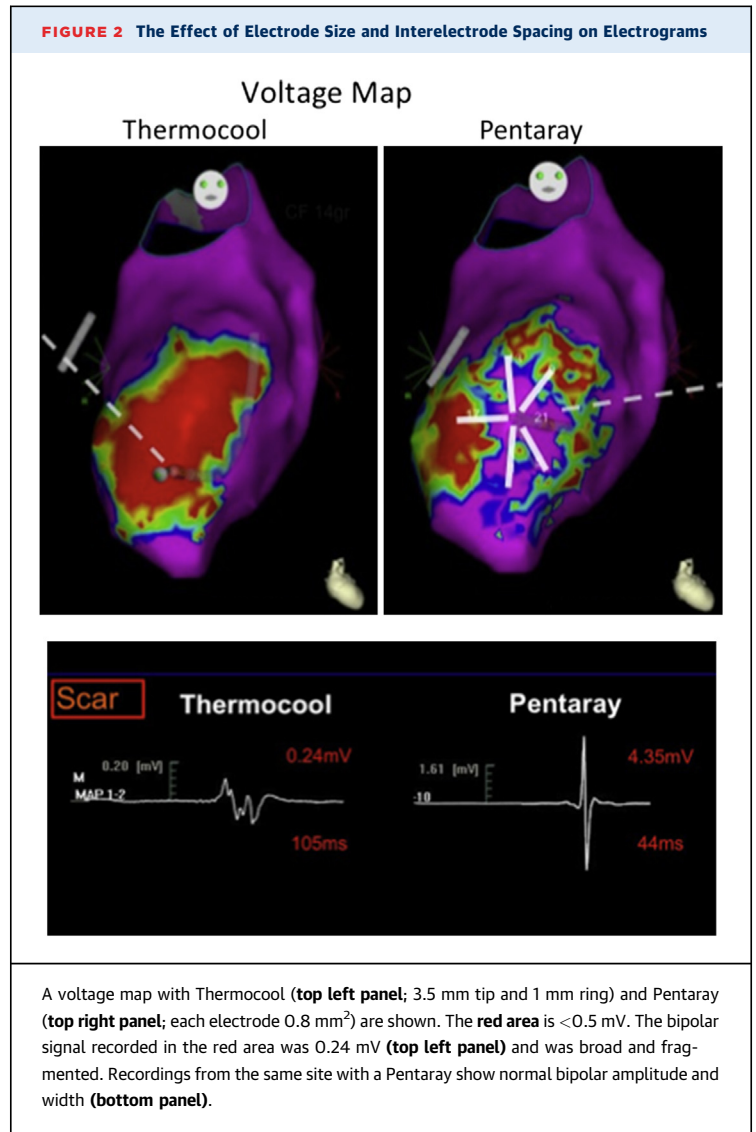 FIGURE 2 The Effect of Electrode Size and Interelectrode Spacing on Electrograms
Voltage Map
Thermocool
Pentaray
CF 14gr
17
21
Scar
Thermocool
Pentaray
0.20 [mV]
0.24mV
M
MAP 1-2
105ms
1.61 [mV]
4.35mV
-10
44ms
A voltage map with Thermocool (top left panel; 3.5 mm tip and 1 mm ring) and Pentaray
(top right panel; each electrode 0.8 mm²) are shown. The red area is <0.5 mV. The bipolar
signal recorded in the red area was 0.24 mV (top left panel) and was broad and frag-
mented. Recordings from the same site with a Pentaray show normal bipolar amplitude and
width (bottom panel).